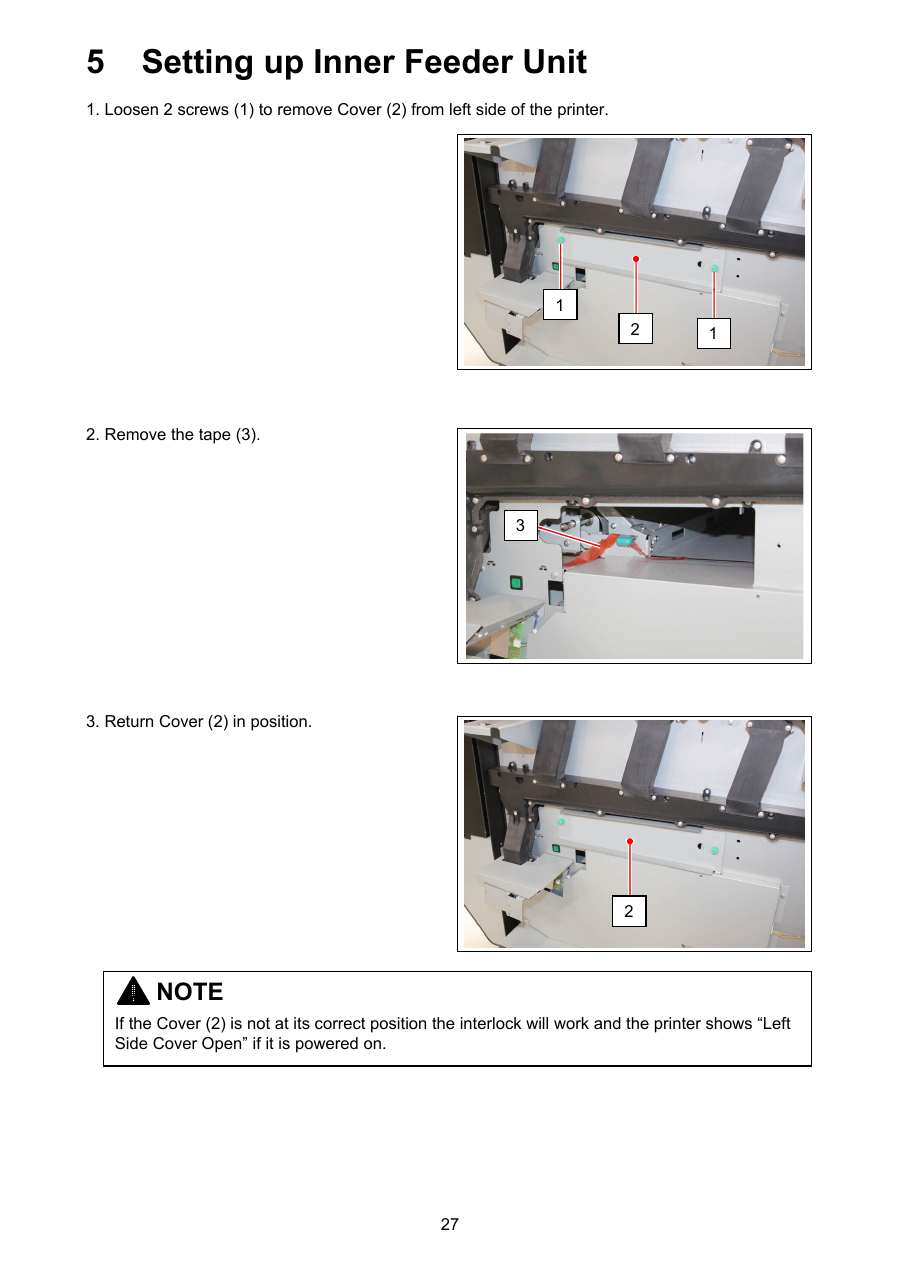 5 Setting up Inner Feeder Unit
1. Loosen 2 screws (1) to remove Cover (2) from left side of the printer.
1
2
1
2. Remove the tape (3).
3
3. Return Cover (2) in position.
2
NOTE
If the Cover (2) is not at its correct position the interlock will work and the printer shows “Left
Side Cover Open” if it is powered on.
27